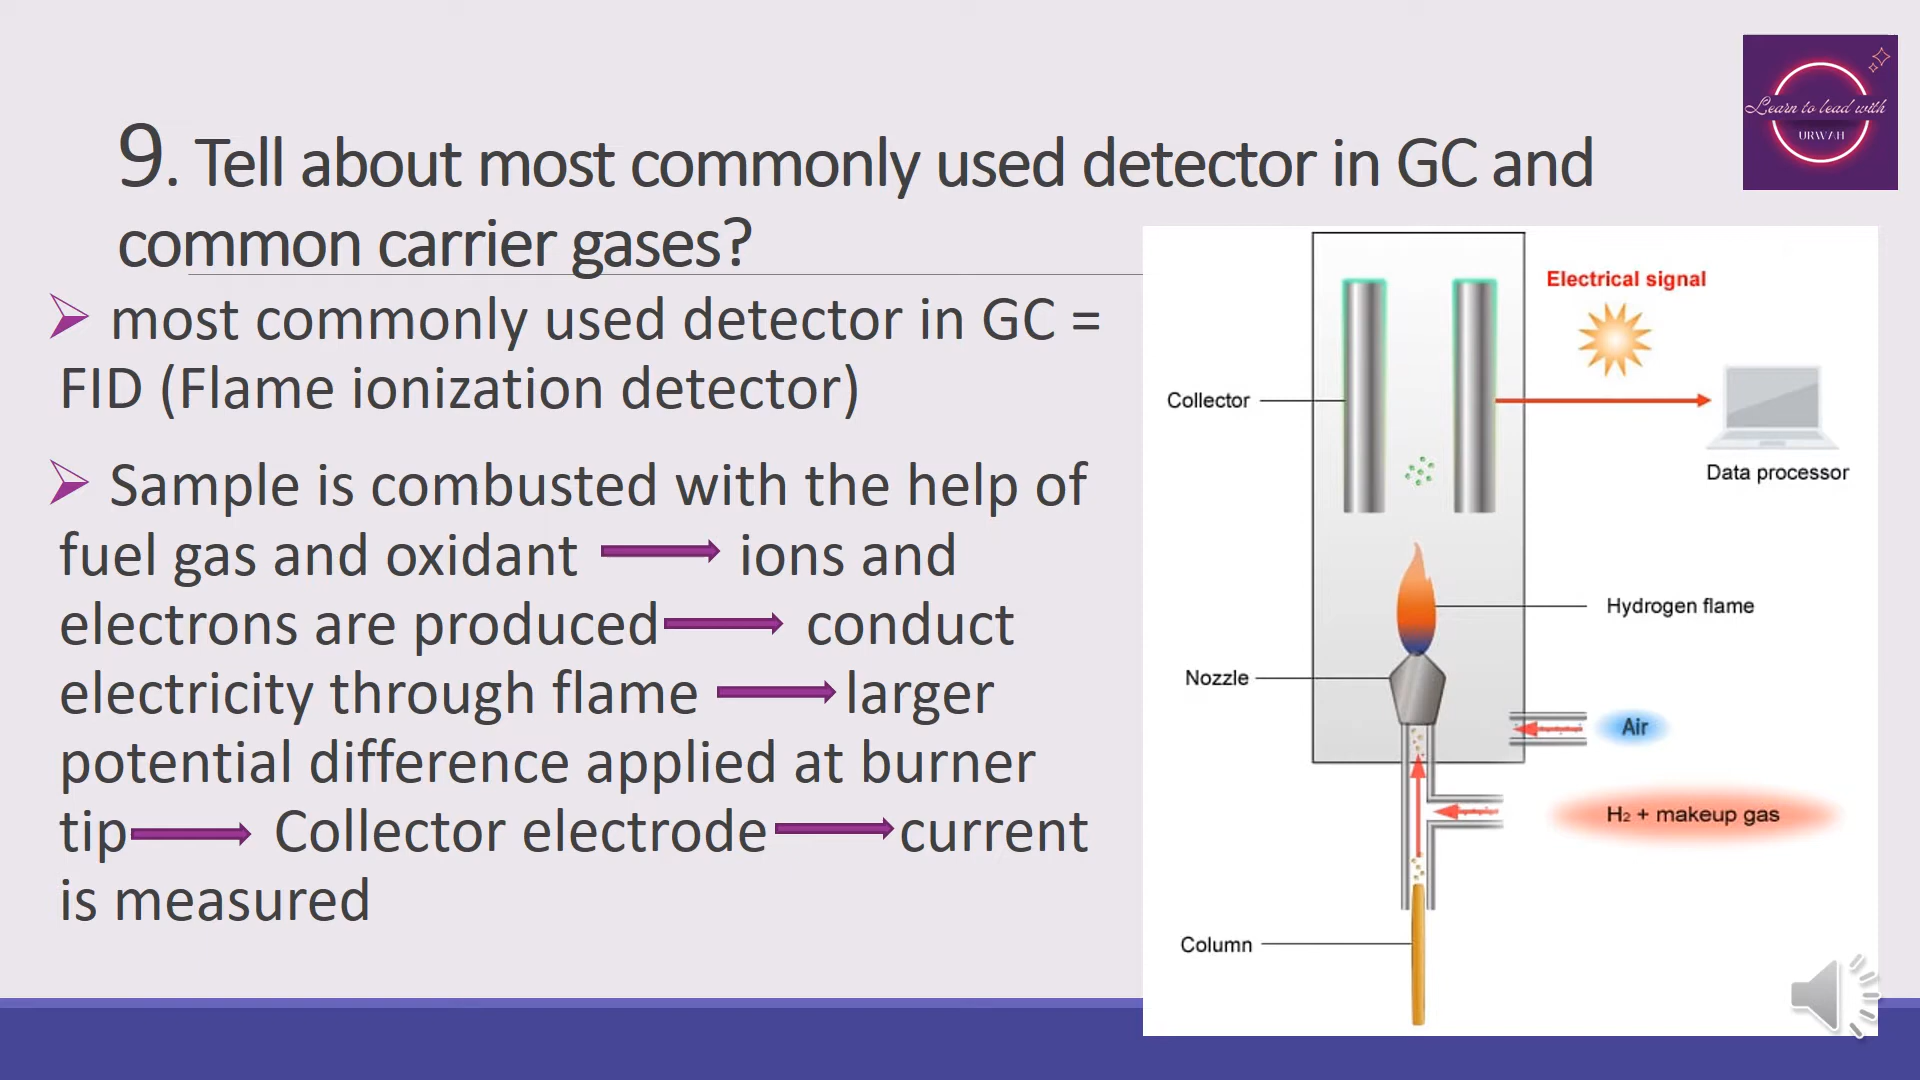 Learn to lead with
URWAH
9. Tell about most commonly used detector in GC and
common carrier gases?
most commonly used detector in GC =
FID (Flame ionization detector)
Sample is combusted with the help of
fuel gas and oxidant ions and
electrons are produced conduct
electricity through flame larger
potential difference applied at burner
tip Collector electrode current
is measured
Electrical signal
Collector
Data processor
Hydrogen flame
Nozzle
Air
H₂ + makeup gas
Column